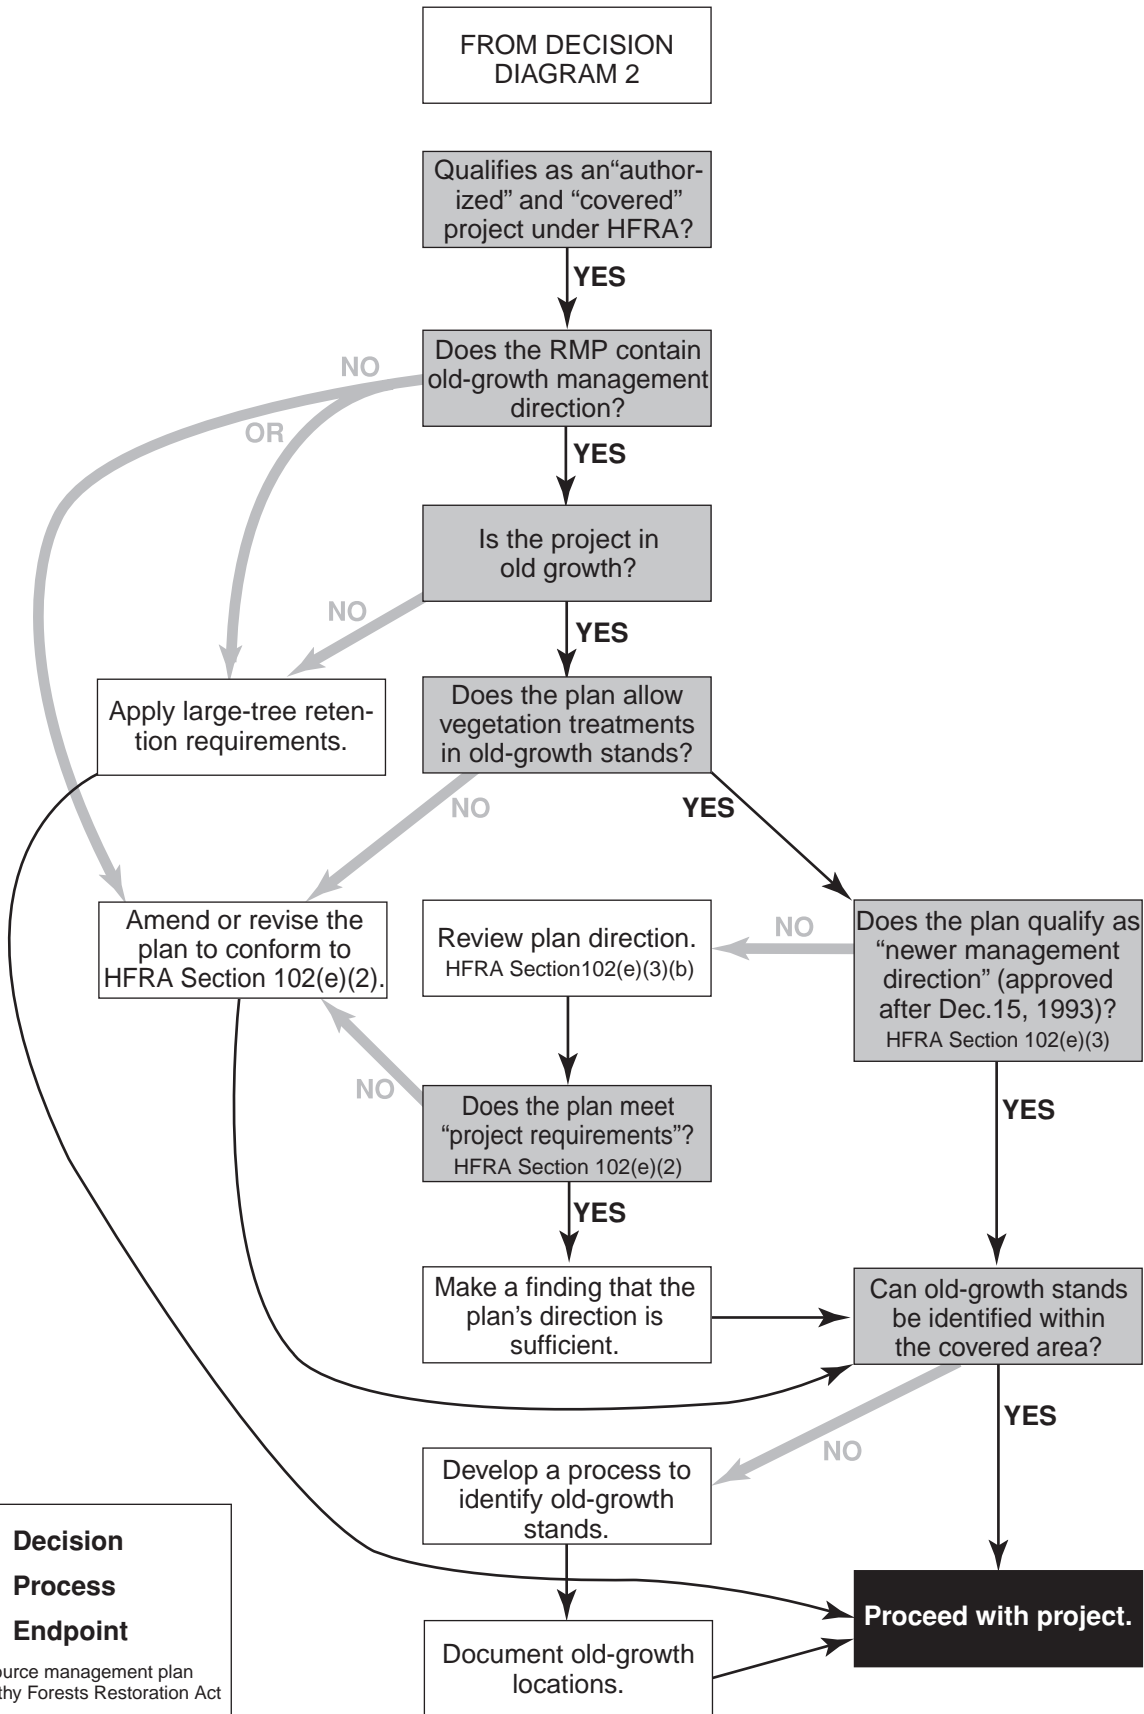 FROM DECISION
DIAGRAM 2
Qualifies as an“author-
ized” and “covered”
project under HFRA?
YES
Does the RMP contain
old-growth management
direction?
NO
OR
YES
Is the project in
old growth?
NO
YES
Apply large-tree reten-
tion requirements.
Does the plan allow
vegetation treatments
in old-growth stands?
NO
YES
Amend or revise the
plan to conform to
HFRA Section 102(e)(2).
Review plan direction.
HFRA Section102(e)(3)(b)
NO
Does the plan qualify as
“newer management
direction” (approved
after Dec.15, 1993)?
HFRA Section 102(e)(3)
NO
Does the plan meet
“project requirements”?
HFRA Section 102(e)(2)
YES
YES
Make a finding that the
plan’s direction is
sufficient.
Can old-growth stands
be identified within
the covered area?
YES
NO
Develop a process to
identify old-growth
stands.
Document old-growth
locations.
Proceed with project.
Decision
Process
Endpoint
management plan
Forests Restoration Act